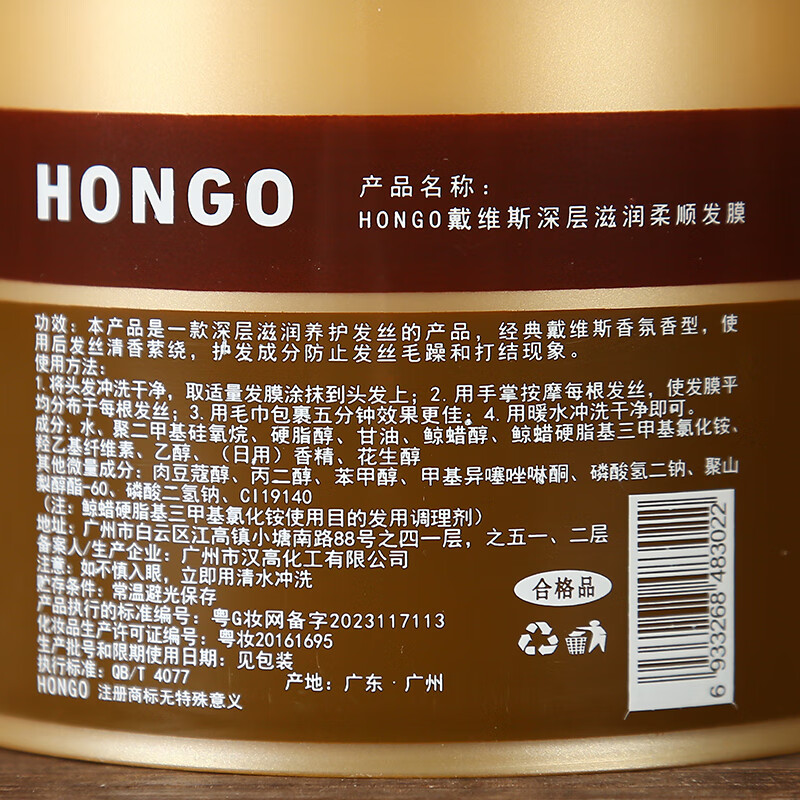 HONGO
产品名称：
HONGO戴维斯深层滋润柔顺发膜
功效：本产品是一款深层滋润养护发丝的产品，经典戴维斯香氛香型，使
用后发丝清香萦绕，护发成分防止发丝毛躁和打结现象。
使用方法：
1.将头发冲洗干净，取适量发膜涂抹到头发上；2.用手掌按摩每根发丝，使发膜平
均分布于每根发丝；3.用毛巾包裹五分钟效果更佳；4.用暖水冲洗干净即可。
成分：水、聚二甲基硅氧烷、硬脂醇、甘油、鲸蜡醇、鲸蜡硬脂基三甲基氯化铵、
羟乙基纤维素、乙醇、（日用）香精、花生醇
其他微量成分：肉豆蔻醇、丙二醇、苯甲醇、甲基异噻唑啉酮、磷酸氢二钠、聚山
梨醇酯-60、磷酸二氢钠、CI19140
（注：鲸蜡硬脂基三甲基氯化铵使用目的发用调理剂）
地址：广州市白云区江高镇小塘南路88号之四一层，之五一、二层
备案人/生产企业：广州市汉高化工有限公司
注意：如不慎入眼，立即用清水冲洗
贮存条件：常温避光保存
产品执行的标准编号：粤G妆网备字2023117113
化妆品生产许可证编号：粤妆20161695
生产批号和限期使用日期：见包装
执行标准：QB/T 4077
产地：广东·广州
HONGO 注册商标无特殊意义
合格品
6 933268 483022